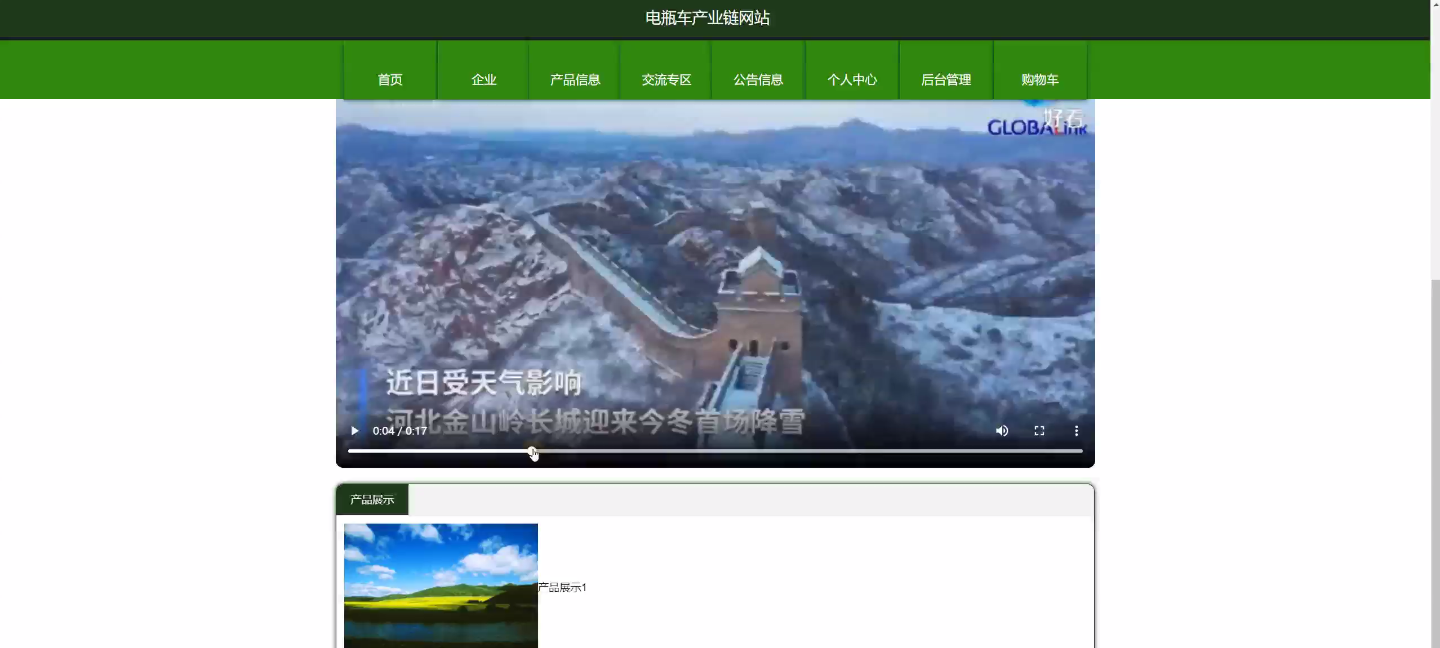 电瓶车产业链网站
首页 企业 产品信息 交流专区 公告信息 个人中心 后台管理 购物车
好看
GLOBALink
近日受天气影响
河北金山岭长城迎来今冬首场降雪
0:04 / 0:17
产品展示
产品展示1